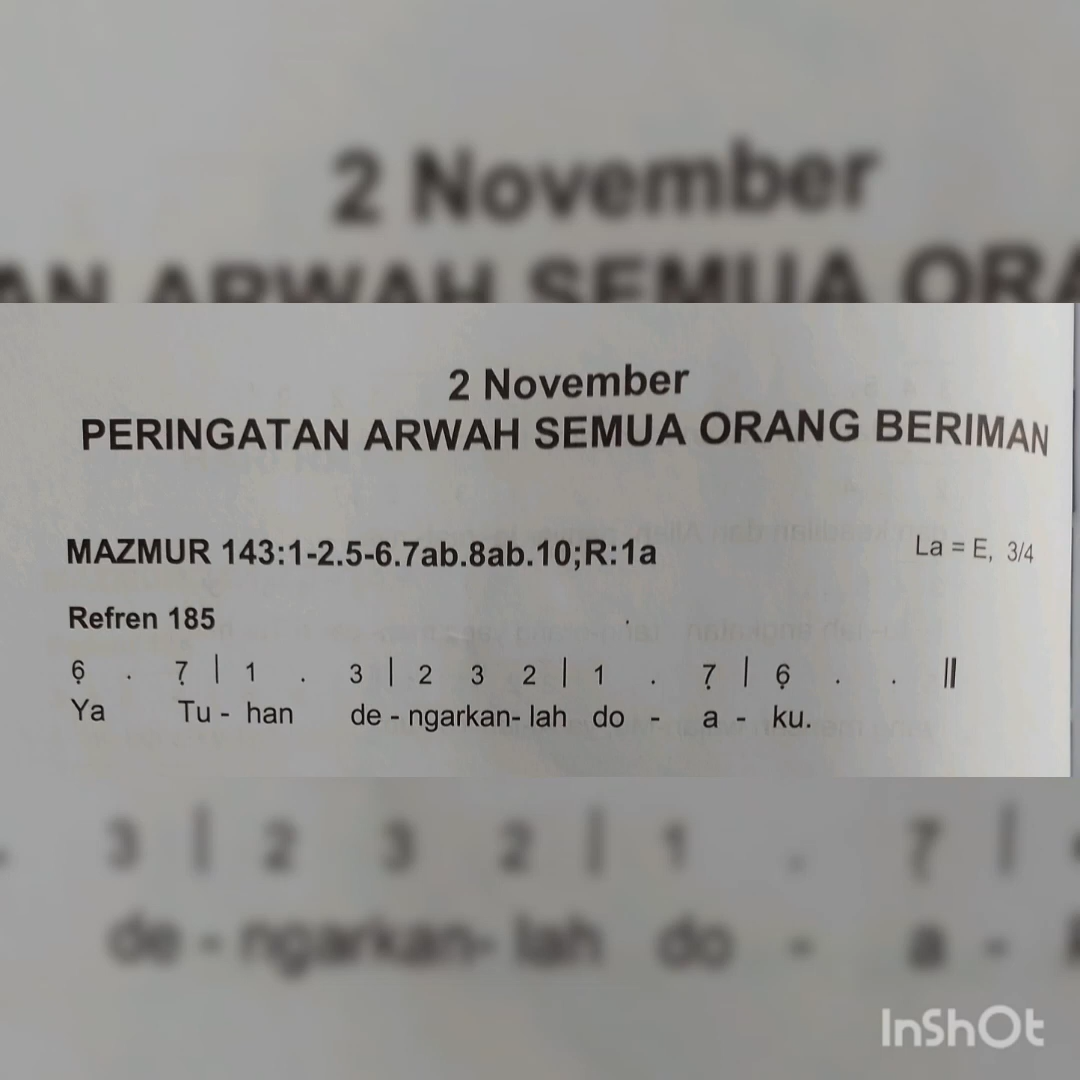 2 November
PERINGATAN ARWAH SEMUA ORANG BERIMAN
MAZMUR 143:1-2.5-6.7ab.8ab.10;R:1a
La = E, 3/4
Refren 185
6̣ . 7̣ | 1 . 3 | 2 3 2 | 1 . 7̣ | 6̣ . . ||
Ya Tu - han de - ngarkan- lah do - a - ku.
InShOt